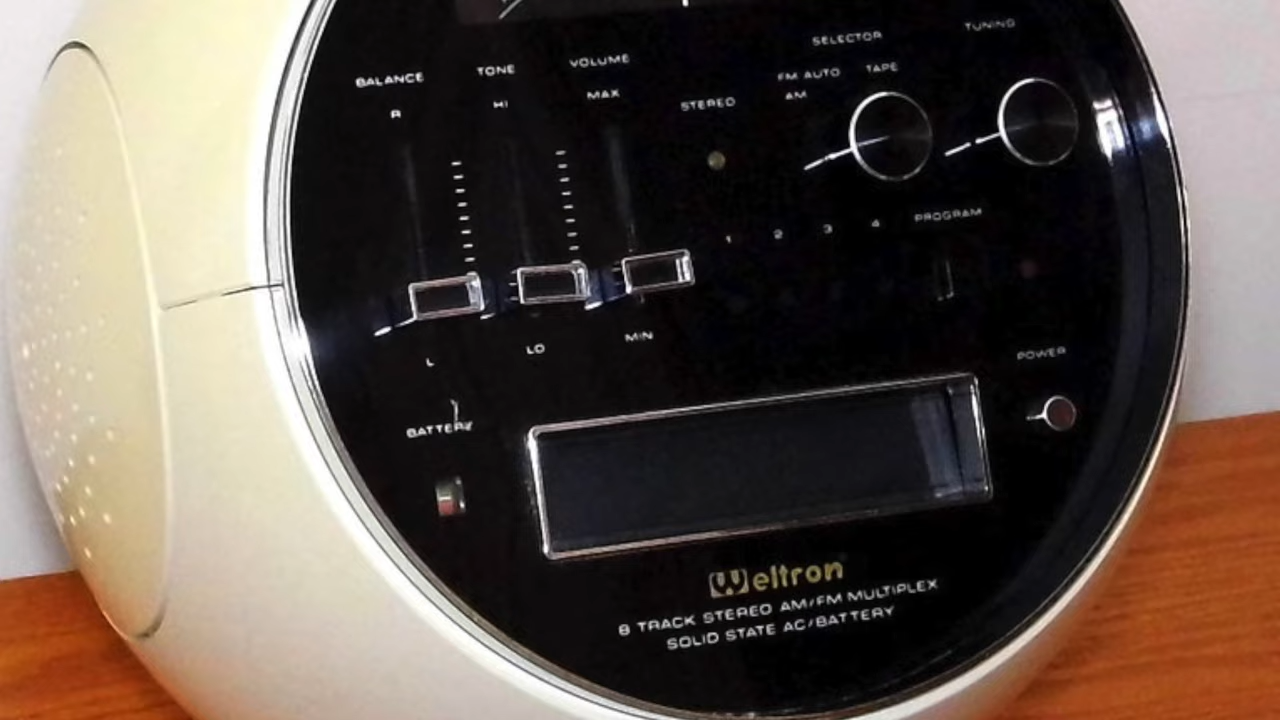 TUNING
SELECTOR
VOLUME
TONE
BALANCE
FM AUTO TAPE
AM
MAX
HI
R
STEREO
1 2 3 4 PROGRAM
L
LO
MIN
POWER
BATTERY
Weltron
8 TRACK STEREO AM/FM MULTIPLEX
SOLID STATE AC/BATTERY